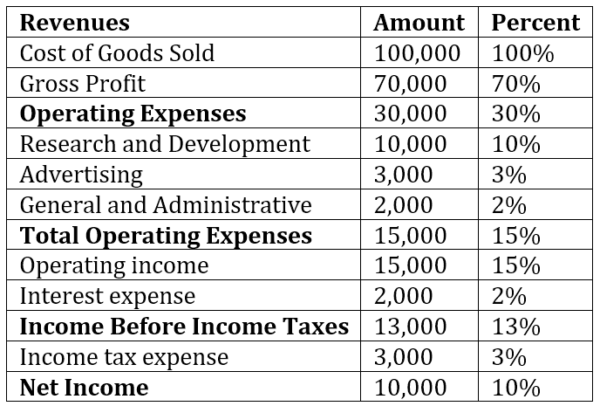 Revenues Amount Percent
Cost of Goods Sold 100,000 100%
Gross Profit 70,000 70%
Operating Expenses 30,000 30%
Research and Development 10,000 10%
Advertising 3,000 3%
General and Administrative 2,000 2%
Total Operating Expenses 15,000 15%
Operating income 15,000 15%
Interest expense 2,000 2%
Income Before Income Taxes 13,000 13%
Income tax expense 3,000 3%
Net Income 10,000 10%